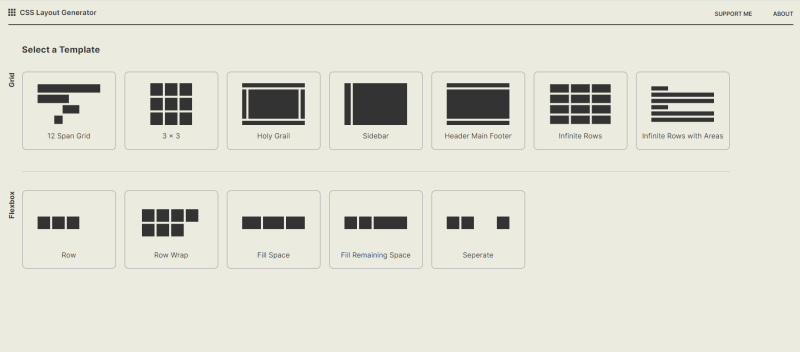 CSS Layout Generator
SUPPORT ME
ABOUT
Select a Template
Grid
12 Span Grid
3 × 3
Holy Grail
Sidebar
Header Main Footer
Infinite Rows
Infinite Rows with Areas
Flexbox
Row
Row Wrap
Fill Space
Fill Remaining Space
Seperate